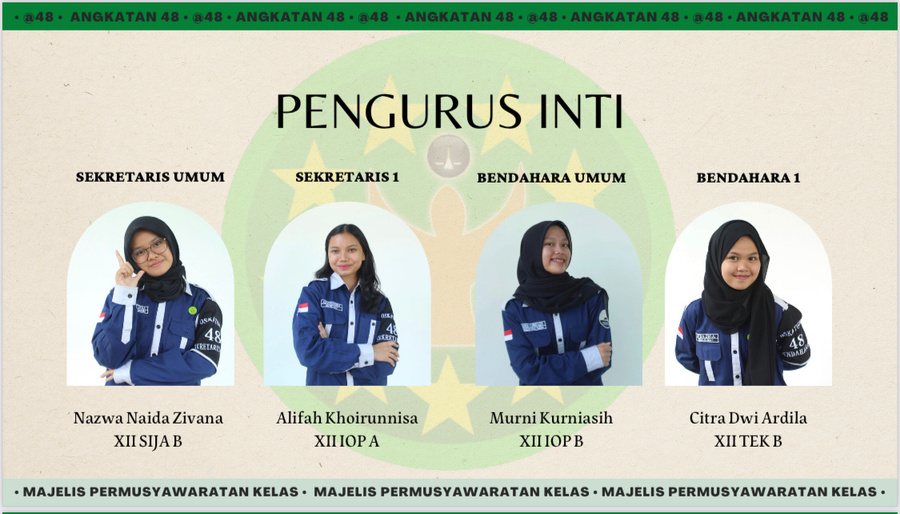 • @48 • ANGKATAN 48 • @48 • ANGKATAN 48 • @48 • ANGKATAN 48 • ANGKATAN 48 • @48 • ANGKATAN 48 • @48
PENGURUS INTI
SEKRETARIS UMUM
SEKRETARIS 1
BENDAHARA UMUM
BENDAHARA 1
48
48
48
Nazwa Naida Zivana
XII SIJA B
Alifah Khoirunnisa
XII IOP A
Murni Kurniasih
XII IOP B
Citra Dwi Ardila
XII TEK B
• MAJELIS PERMUSYAWARATAN KELAS • MAJELIS PERMUSYAWARATAN KELAS • MAJELIS PERMUSYAWARATAN KELAS •